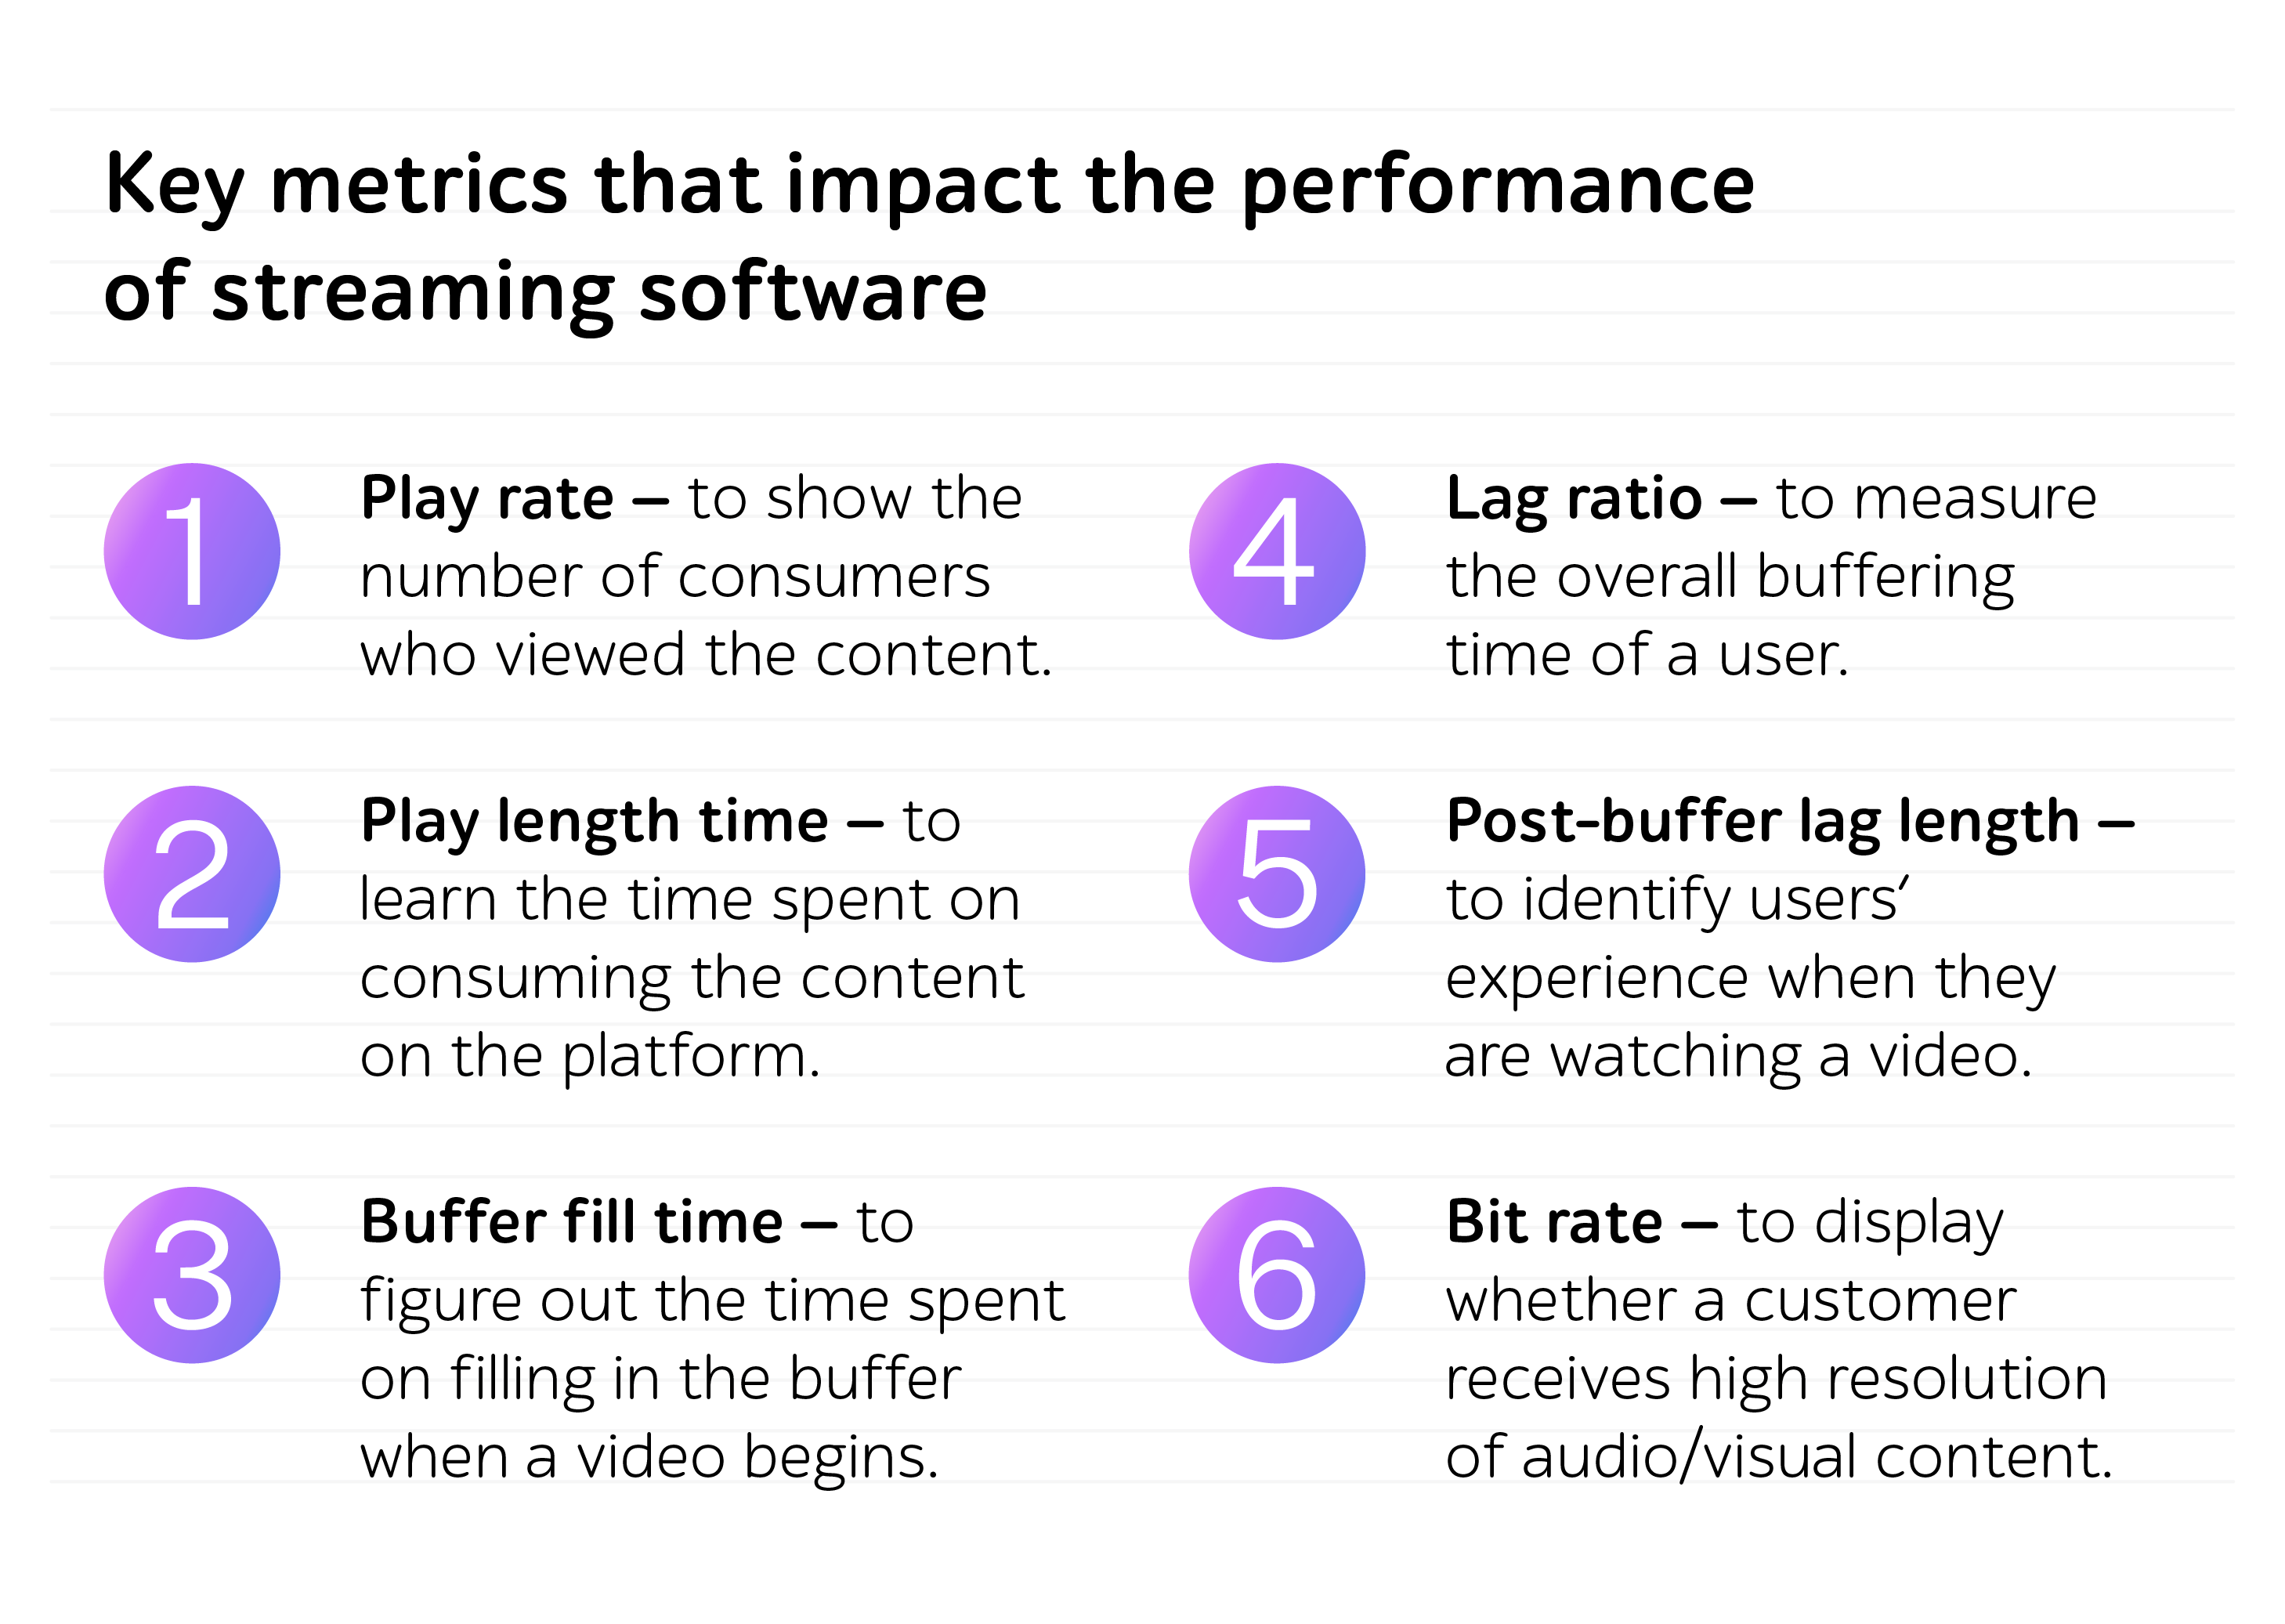 Key metrics that impact the performance
of streaming software
1
Play rate – to show the
number of consumers
who viewed the content.
2
Play length time – to
learn the time spent on
consuming the content
on the platform.
3
Buffer fill time – to
figure out the time spent
on filling in the buffer
when a video begins.
4
Lag ratio – to measure
the overall buffering
time of a user.
5
Post-buffer lag length –
to identify users’
experience when they
are watching a video.
6
Bit rate – to display
whether a customer
receives high resolution
of audio/visual content.